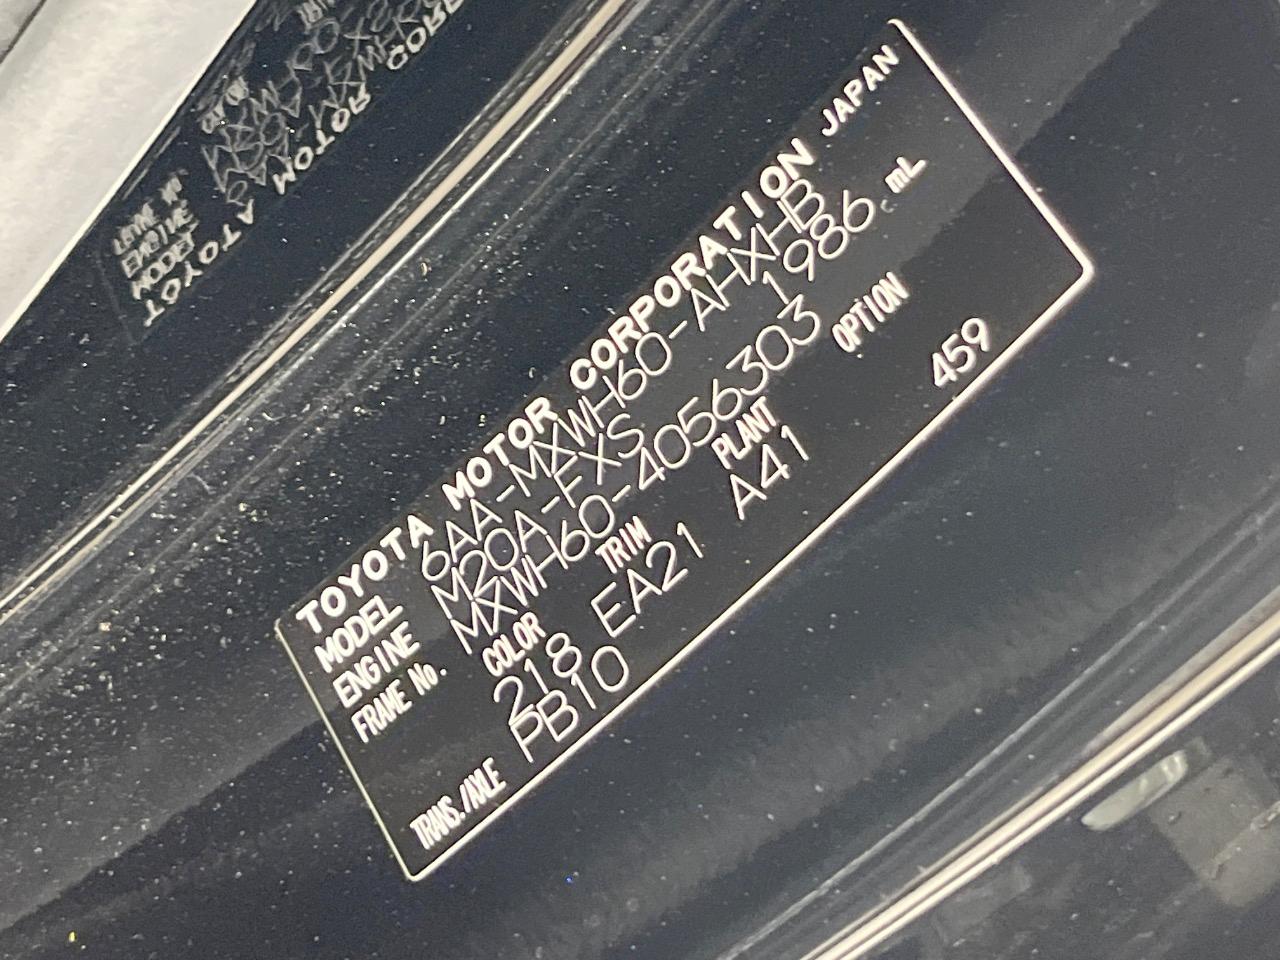 TOYOTA MOTOR CORPORATION JAPAN
MODEL 6AA-MXWH60-AHXHB
ENGINE M20A-FXS 1986 mL
FRAME No. MXWH60-4056303
COLOR TRIM PLANT OPTION
218 EA21 A41
TRANS./AXLE PB10 459